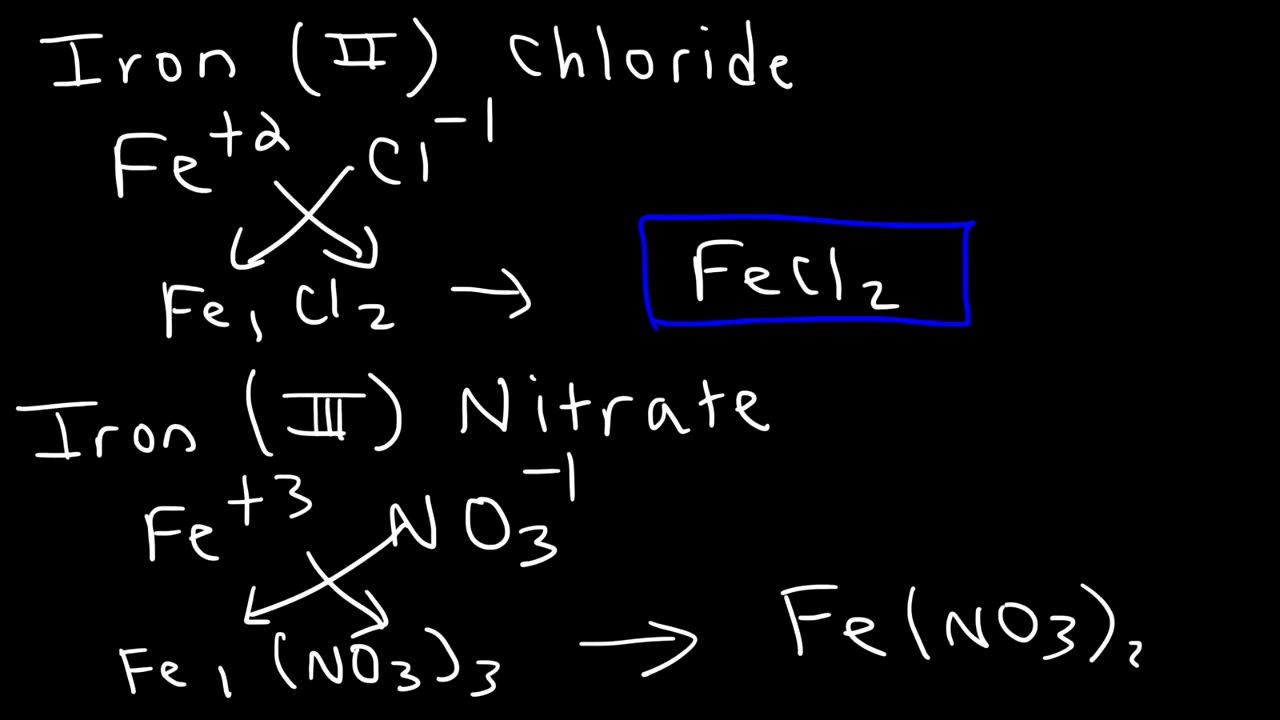 Iron (II) Chloride
Fe⁺² Cl⁻¹
Fe₁ Cl₂ → FeCl₂
Iron (III) Nitrate
Fe⁺³ NO₃⁻¹
Fe₁ (NO₃)₃ → Fe(NO₃)₂